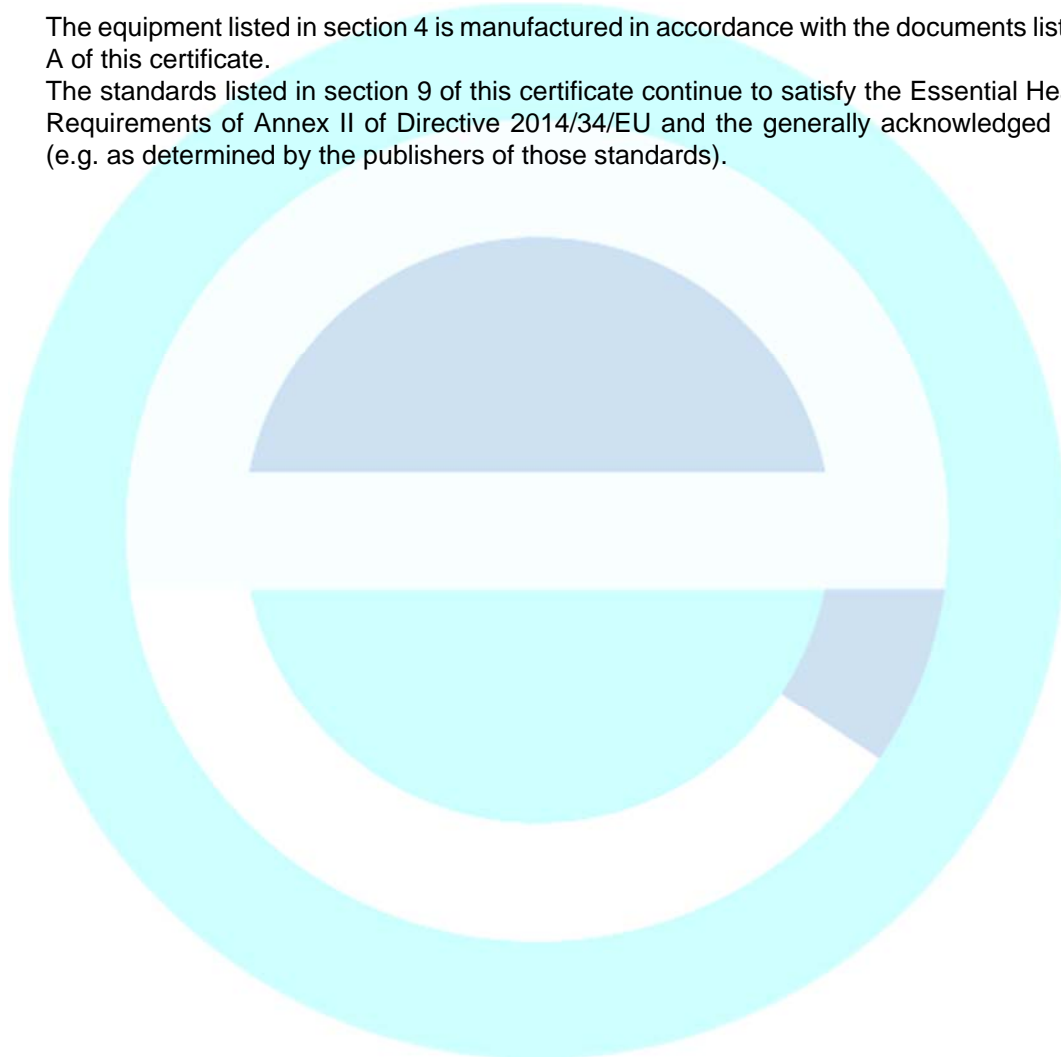 The equipment listed in section 4 is manufactured in accordance with the documents
A of this certificate.
The standards listed in section 9 of this certificate continue to satisfy the Essential
Requirements of Annex II of Directive 2014/34/EU and the generally acknowledged
(e.g. as determined by the publishers of those standards).